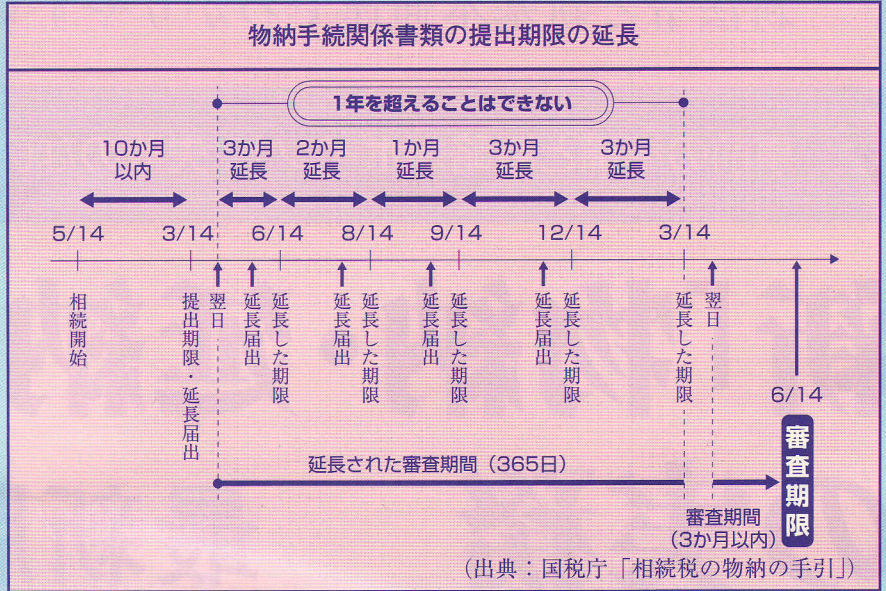 物納手続関係書類の提出期限の延長
1年を超えることはできない
10か月
以内
3か月
延長
2か月
延長
1か月
延長
3か月
延長
3か月
延長
5/14
3/14
6/14
8/14
9/14
12/14
3/14
相続開始
提出期限・延長届出
翌日
延長届出
延長した期限
延長届出
延長した期限
延長届出
延長した期限
延長届出
延長した期限
延長した期限
翌日
6/14
審査期限
延長された審査期間（365日）
審査期間
（3か月以内）
（出典：国税庁「相続税の物納の手引」）